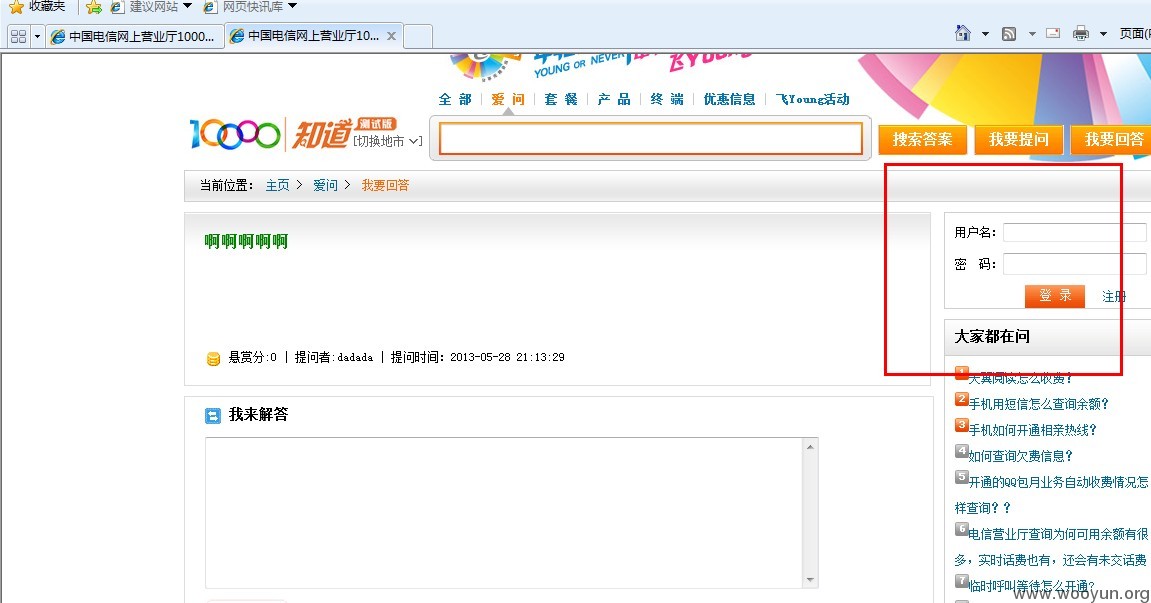 收藏夹 建议网站 网页快讯库
中国电信网上营业厅1000... 中国电信网上营业厅10... 页面(
YOUNG OR NEVER 飞YOUNG
全 部 爱 问 套 餐 产 品 终 端 优惠信息 飞Young活动
10000 知道 测试版 [切换地市 ] 搜索答案 我要提问 我要回答
当前位置： 主页 > 爱问 > 我要回答
啊啊啊啊啊
悬赏分:0 | 提问者:dadada | 提问时间: 2013-05-28 21:13:29
我来解答
用户名:
密 码:
登 录 注册
大家都在问
1 天翼阅读怎么收费?
2 手机用短信怎么查询余额?
3 手机如何开通相亲热线?
4 如何查询欠费信息?
5 开通的QQ包月业务自动收费情况怎
样查询? ?
6 电信营业厅查询为何可用余额有很
多，实时话费也有，还会有未交话费
7 临时呼叫等待怎么开通?
www.wooyun.org